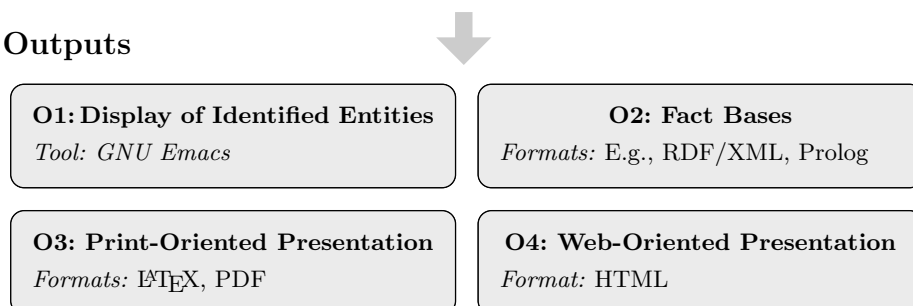 Outputs
O1: Display of Identified Entities
Tool: GNU Emacs
O2: Fact Bases
Formats: E.g., RDF/XML, Prolog
O3: Print-Oriented Presentation
Formats: LATEX, PDF
O4: Web-Oriented Presentation
Format: HTML